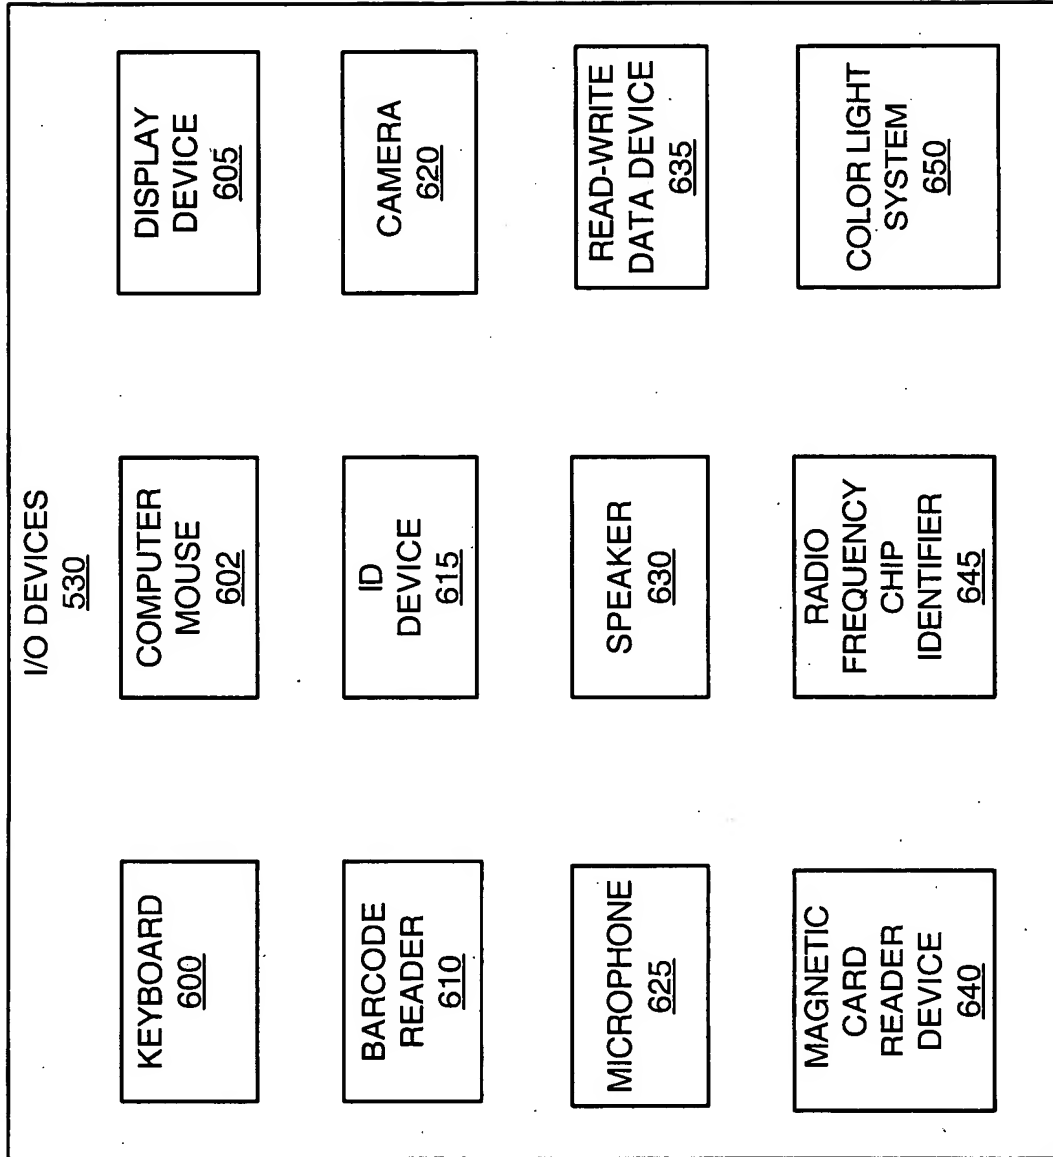 I/O DEVICES
530
KEYBOARD
600
COMPUTER
MOUSE
602
DISPLAY
DEVICE
605
BARCODE
READER
610
ID
DEVICE
615
CAMERA
620
MICROPHONE
625
SPEAKER
630
READ-WRITE
DATA DEVICE
635
MAGNETIC
CARD
READER
DEVICE
640
RADIO
FREQUENCY
CHIP
IDENTIFIER
645
COLOR LIGHT
SYSTEM
650